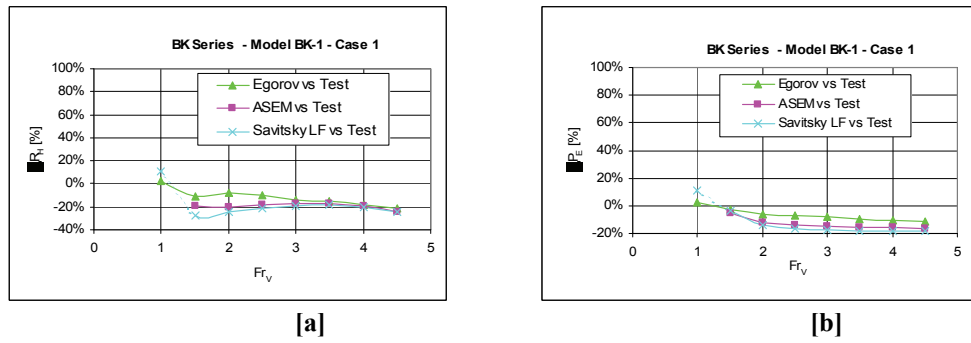 BK Series - Model BK-1 - Case 1
100%
80%
60%
40%
20%
0%
-20%
-40%
0 1 2 3 4 5
Egorov vs Test
ASEM vs Test
Savitsky LF vs Test
R_H [%]
Fr_V
[a]
BK Series - Model BK-1 - Case 1
100%
80%
60%
40%
20%
0%
-20%
0 1 2 3 4 5
Egorov vs Test
ASEM vs Test
Savitsky LF vs Test
P_E [%]
Fr_V
[b]